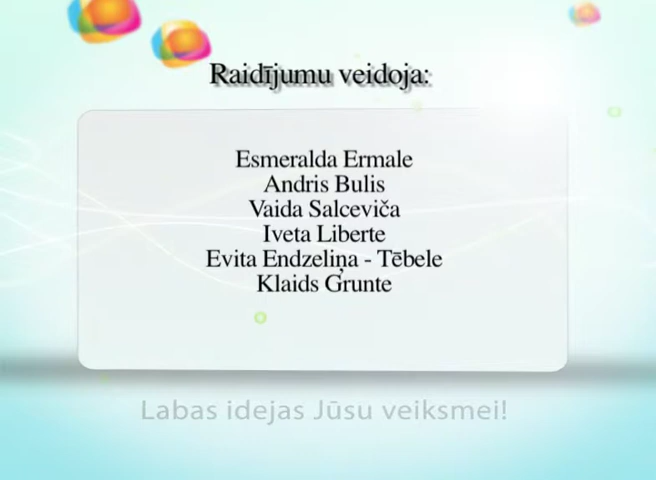 Raidījumu veidoja:
Esmeralda Ermale
Andris Bulis
Vaida Salceviča
Iveta Liberte
Evita Endzeliņa - Tēbele
Klaids Grunte
Labas idejas Jūsu veiksmei!